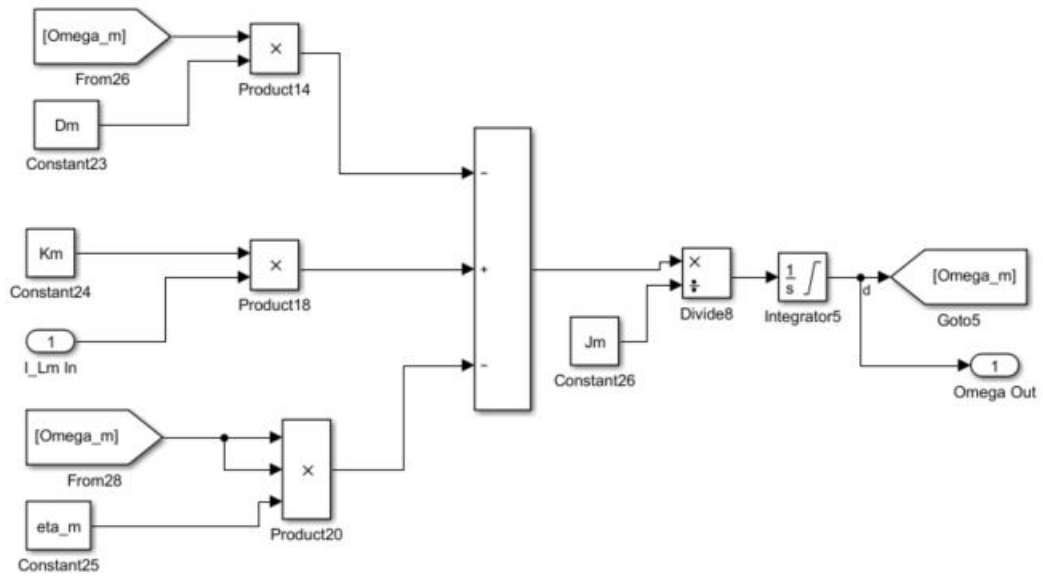 [Omega_m]
From26
×
Product14
Dm
Constant23
−
Km
Constant24
×
Product18
+
1
I_Lm In
−
×
÷
Divide8
1
s
Integrator5
d
[Omega_m]
Goto5
Jm
Constant26
1
Omega Out
[Omega_m]
From28
×
Product20
eta_m
Constant25